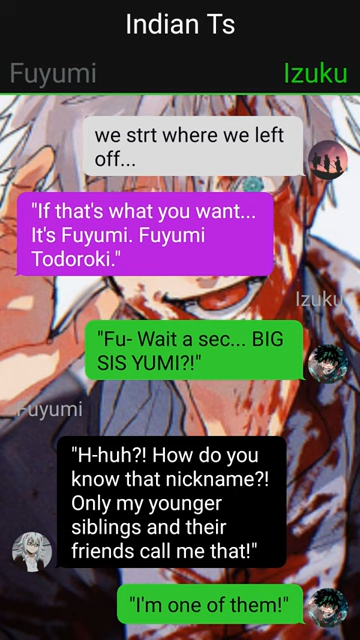 Indian Ts
Fuyumi Izuku
we strt where we left
off...
"If that's what you want...
It's Fuyumi. Fuyumi
Todoroki."
Izuku
"Fu- Wait a sec... BIG
SIS YUMI?!"
Fuyumi
"H-huh?! How do you
know that nickname?!
Only my younger
siblings and their
friends call me that!"
"I'm one of them!"